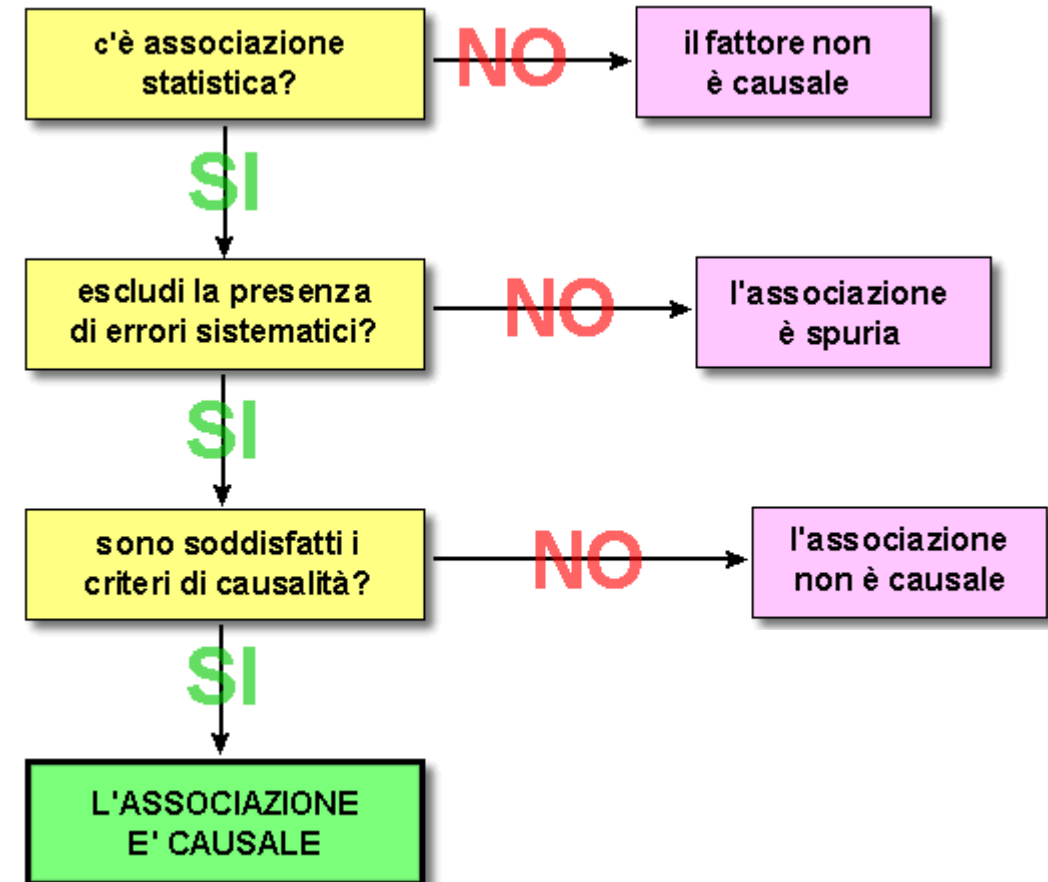 c'è associazione
statistica?
NO
il fattore non
è causale
SI
escludi la presenza
di errori sistematici?
NO
l'associazione
è spuria
SI
sono soddisfatti i
criteri di causalità?
NO
l'associazione
non è causale
SI
L'ASSOCIAZIONE
E' CAUSALE